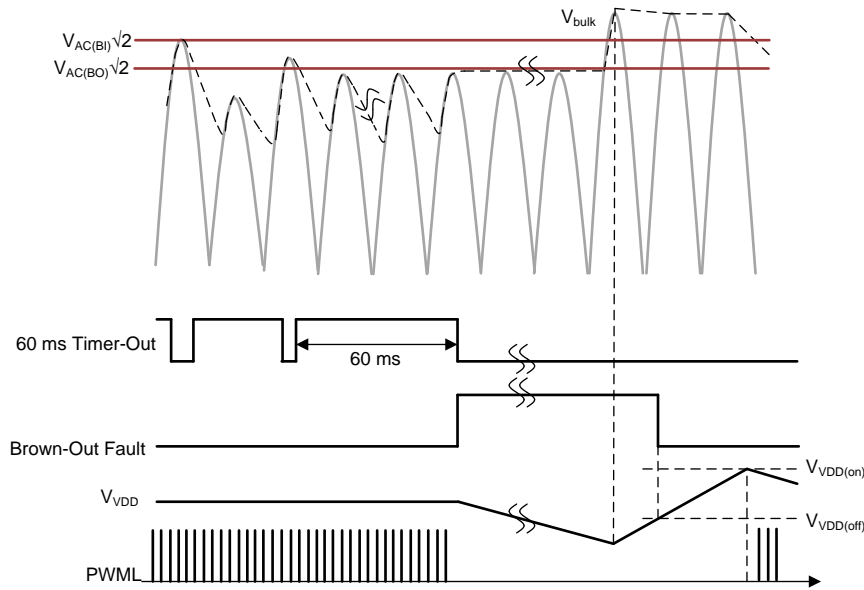 V_bulk
V_AC(BI)√2
V_AC(BO)√2
60 ms Timer-Out
60 ms
Brown-Out Fault
V_VDD(on)
V_VDD
V_VDD(off)
PWML